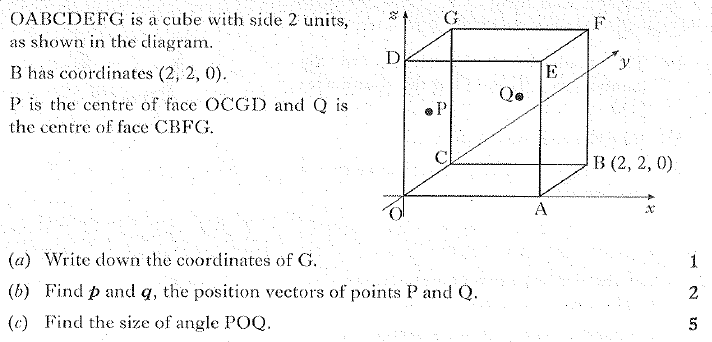 OABCDEFG is a cube with side 2 units,
as shown in the diagram.
B has coordinates (2, 2, 0).
P is the centre of face OCGD and Q is
the centre of face CBFG.
z
G
F
D
E
y
P
Q
C
B (2, 2, 0)
O
A
x
(a) Write down the coordinates of G. 1
(b) Find p and q, the position vectors of points P and Q. 2
(c) Find the size of angle POQ. 5